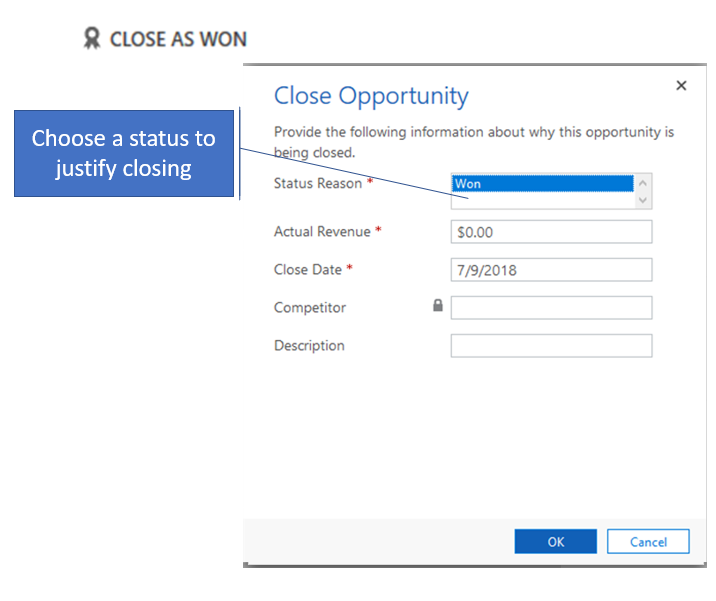 CLOSE AS WON
Close Opportunity
Provide the following information about why this opportunity is
being closed.
Choose a status to
justify closing
Status Reason *
Won
Actual Revenue *
$0.00
Close Date *
7/9/2018
Competitor
Description
OK
Cancel